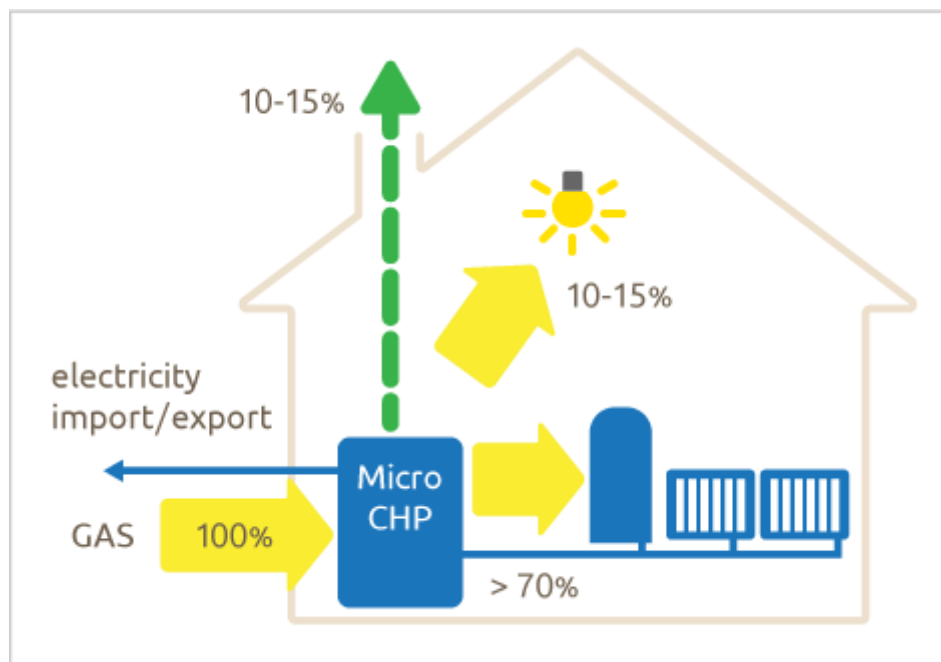 10-15%
10-15%
electricity
import/export
Micro
CHP
GAS
100%
> 70%